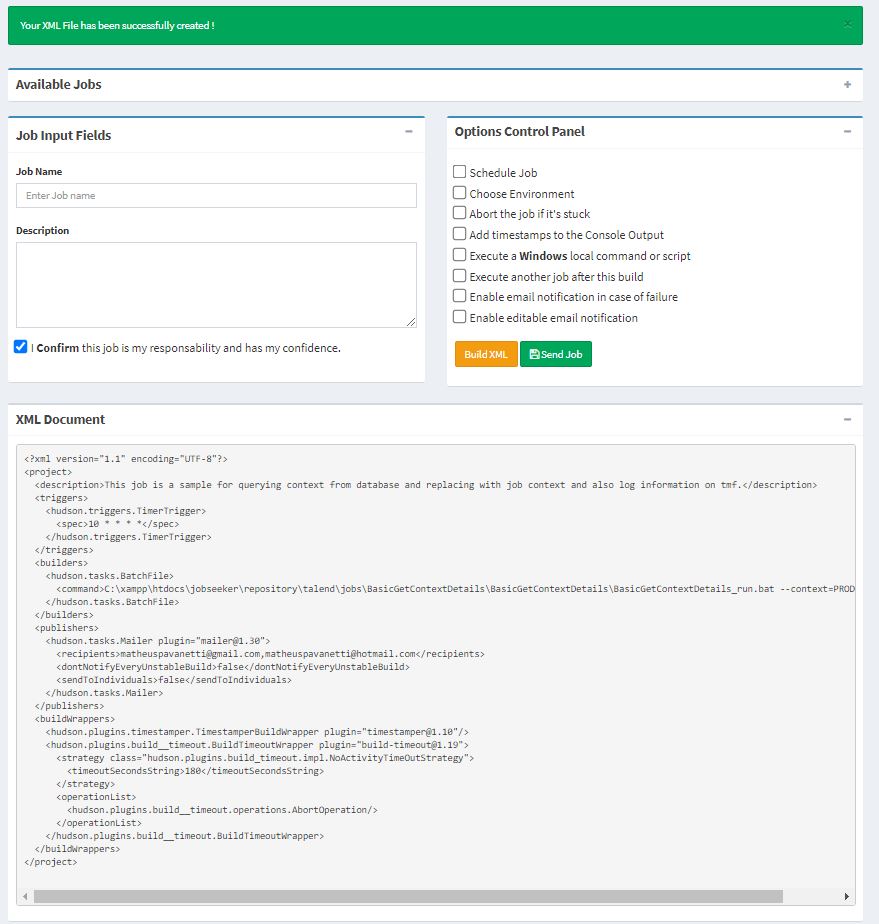 Your XML File has been successfully created !
×
Available Jobs
+
Job Input Fields
−
Job Name
Enter Job name
Description
I Confirm this job is my responsability and has my confidence.
Options Control Panel
−
Schedule Job
Choose Environment
Abort the job if it's stuck
Add timestamps to the Console Output
Execute a Windows local command or script
Execute another job after this build
Enable email notification in case of failure
Enable editable email notification
Build XML
Send Job
XML Document
−
<?xml version="1.1" encoding="UTF-8"?>
<project>
  <description>This job is a sample for querying context from database and replacing with job context and also log information on tmf.</description>
  <triggers>
    <hudson.triggers.TimerTrigger>
      <spec>10 * * * *</spec>
    </hudson.triggers.TimerTrigger>
  </triggers>
  <builders>
    <hudson.tasks.BatchFile>
      <command>C:\xampp\htdocs\jobseeker\repository\talend\jobs\BasicGetContextDetails\BasicGetContextDetails\BasicGetContextDetails_run.bat --context=PROD
    </hudson.tasks.BatchFile>
  </builders>
  <publishers>
    <hudson.tasks.Mailer plugin="mailer@1.30">
      <recipients>matheuspavanetti@gmail.com,matheuspavanetti@hotmail.com</recipients>
      <dontNotifyEveryUnstableBuild>false</dontNotifyEveryUnstableBuild>
      <sendToIndividuals>false</sendToIndividuals>
    </hudson.tasks.Mailer>
  </publishers>
  <buildWrappers>
    <hudson.plugins.timestamper.TimestamperBuildWrapper plugin="timestamper@1.10"/>
    <hudson.plugins.build__timeout.BuildTimeoutWrapper plugin="build-timeout@1.19">
      <strategy class="hudson.plugins.build_timeout.impl.NoActivityTimeOutStrategy">
        <timeoutSecondsString>180</timeoutSecondsString>
      </strategy>
      <operationList>
        <hudson.plugins.build__timeout.operations.AbortOperation/>
      </operationList>
    </hudson.plugins.build__timeout.BuildTimeoutWrapper>
  </buildWrappers>
</project>